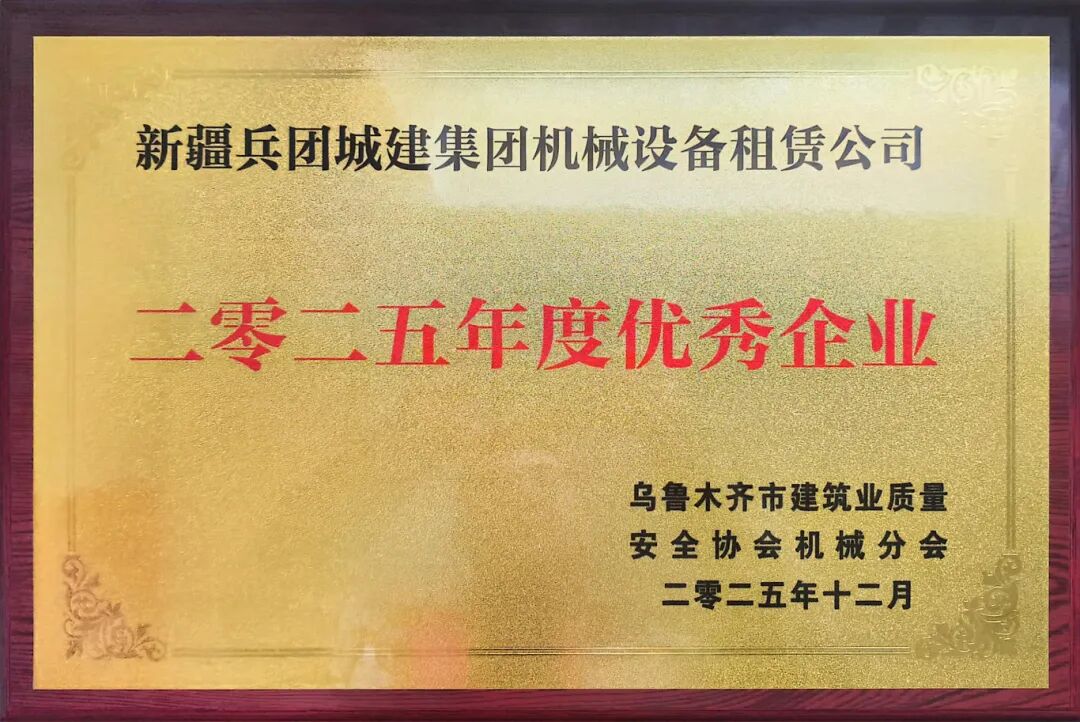 新疆兵团城建集团机械设备租赁公司
二零二五年度优秀企业
乌鲁木齐市建筑业质量
安全协会机械分会
二零二五年十二月